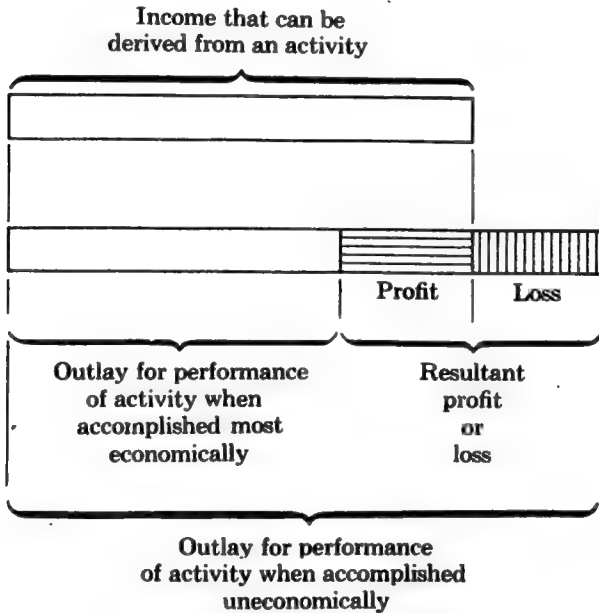 Income that can be
derived from an activity
Profit
Loss
Outlay for performance
of activity when
accomplished most
economically
Resultant
profit
or
loss
Outlay for performance
of activity when accomplished
uneconomically